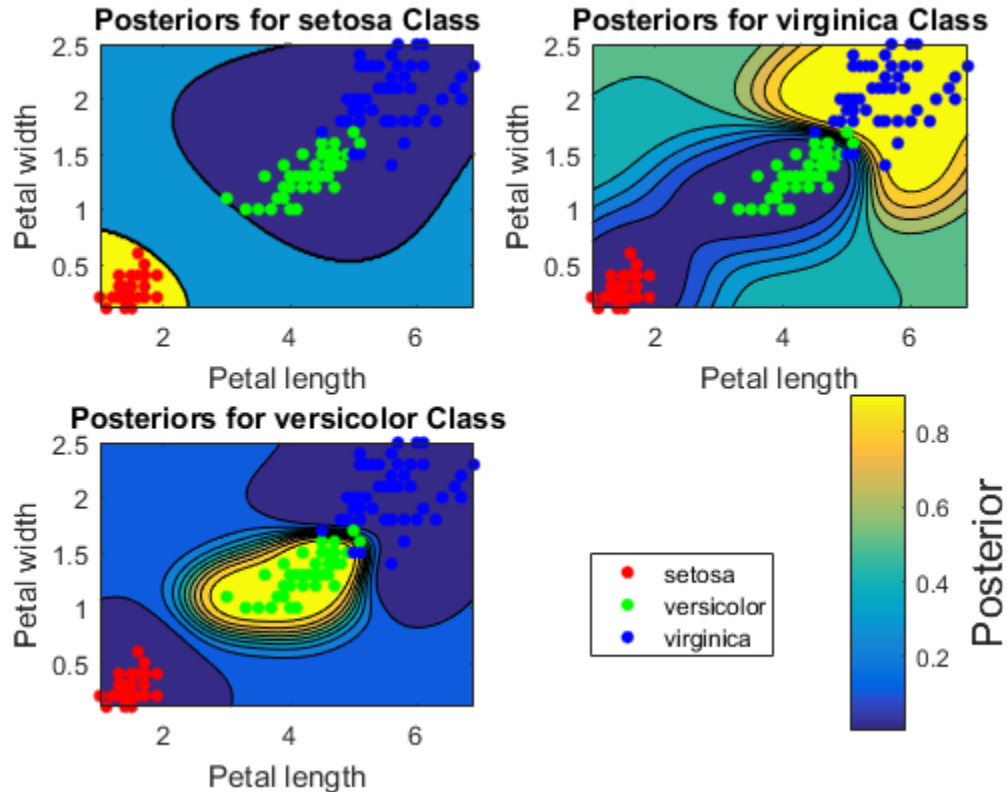 Posteriors for setosa Class
2.5
2
1.5
1
0.5
Petal width
2 4 6
Petal length
Posteriors for virginica Class
2.5
2
1.5
1
0.5
Petal width
2 4 6
Petal length
Posteriors for versicolor Class
2.5
2
1.5
1
0.5
Petal width
2 4 6
Petal length
setosa
versicolor
virginica
0.8
0.6
0.4
0.2
Posterior